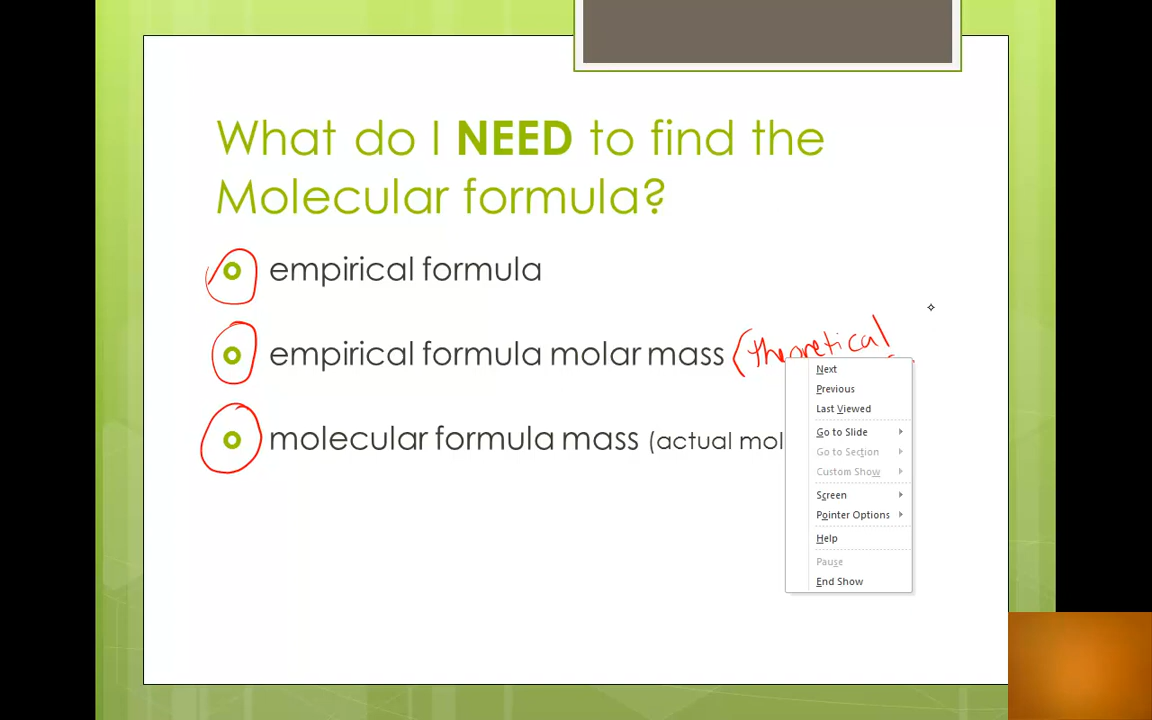 What do I NEED to find the
Molecular formula?
empirical formula
empirical formula molar mass (theoretical
molecular formula mass (actual mol
Next
Previous
Last Viewed
Go to Slide
Go to Section
Custom Show
Screen
Pointer Options
Help
Pause
End Show